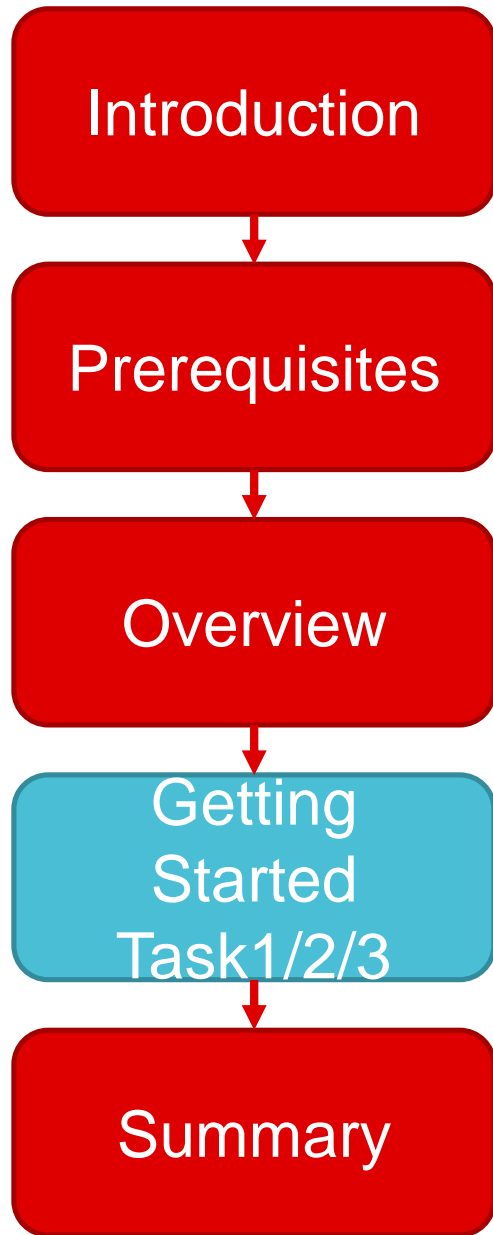 Introduction
Prerequisites
Overview
Getting
Started
Task1/2/3
Summary